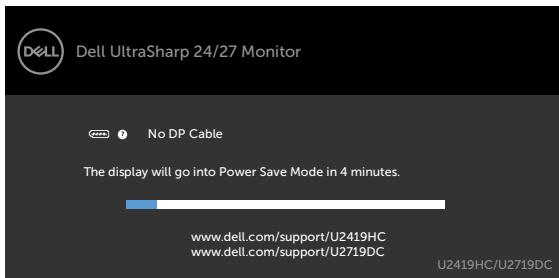 DELL
Dell UltraSharp 24/27 Monitor
? No DP Cable
The display will go into Power Save Mode in 4 minutes.
www.dell.com/support/U2419HC
www.dell.com/support/U2719DC
U2419HC/U2719DC